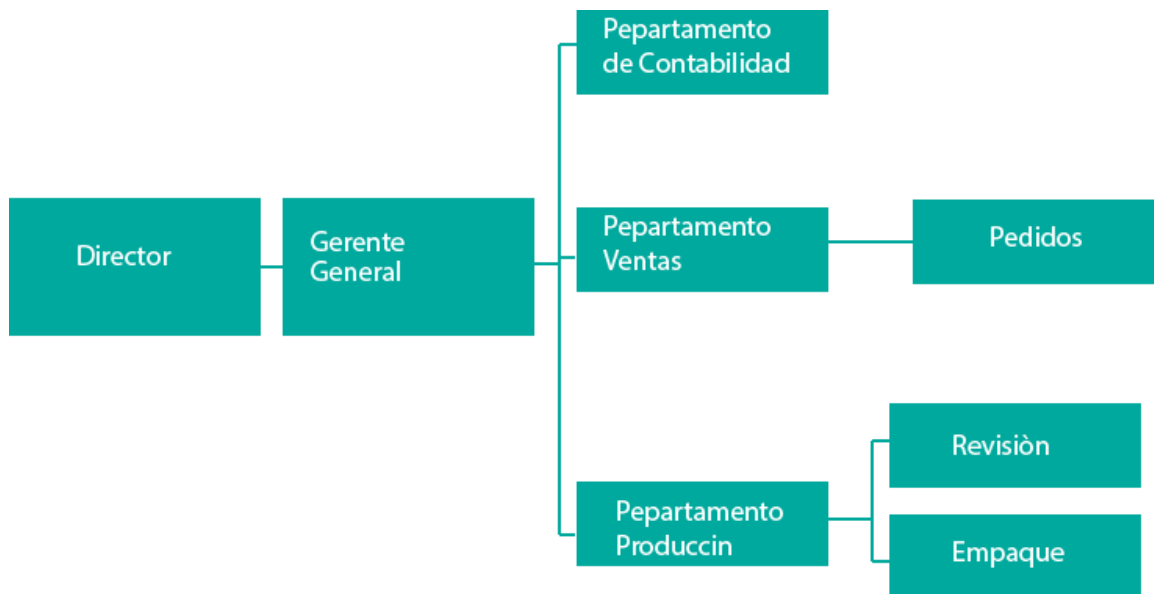 Pepartamento
de Contabilidad
Director
Gerente
General
Pepartamento
Ventas
Pedidos
Pepartamento
Produccin
Revisiòn
Empaque